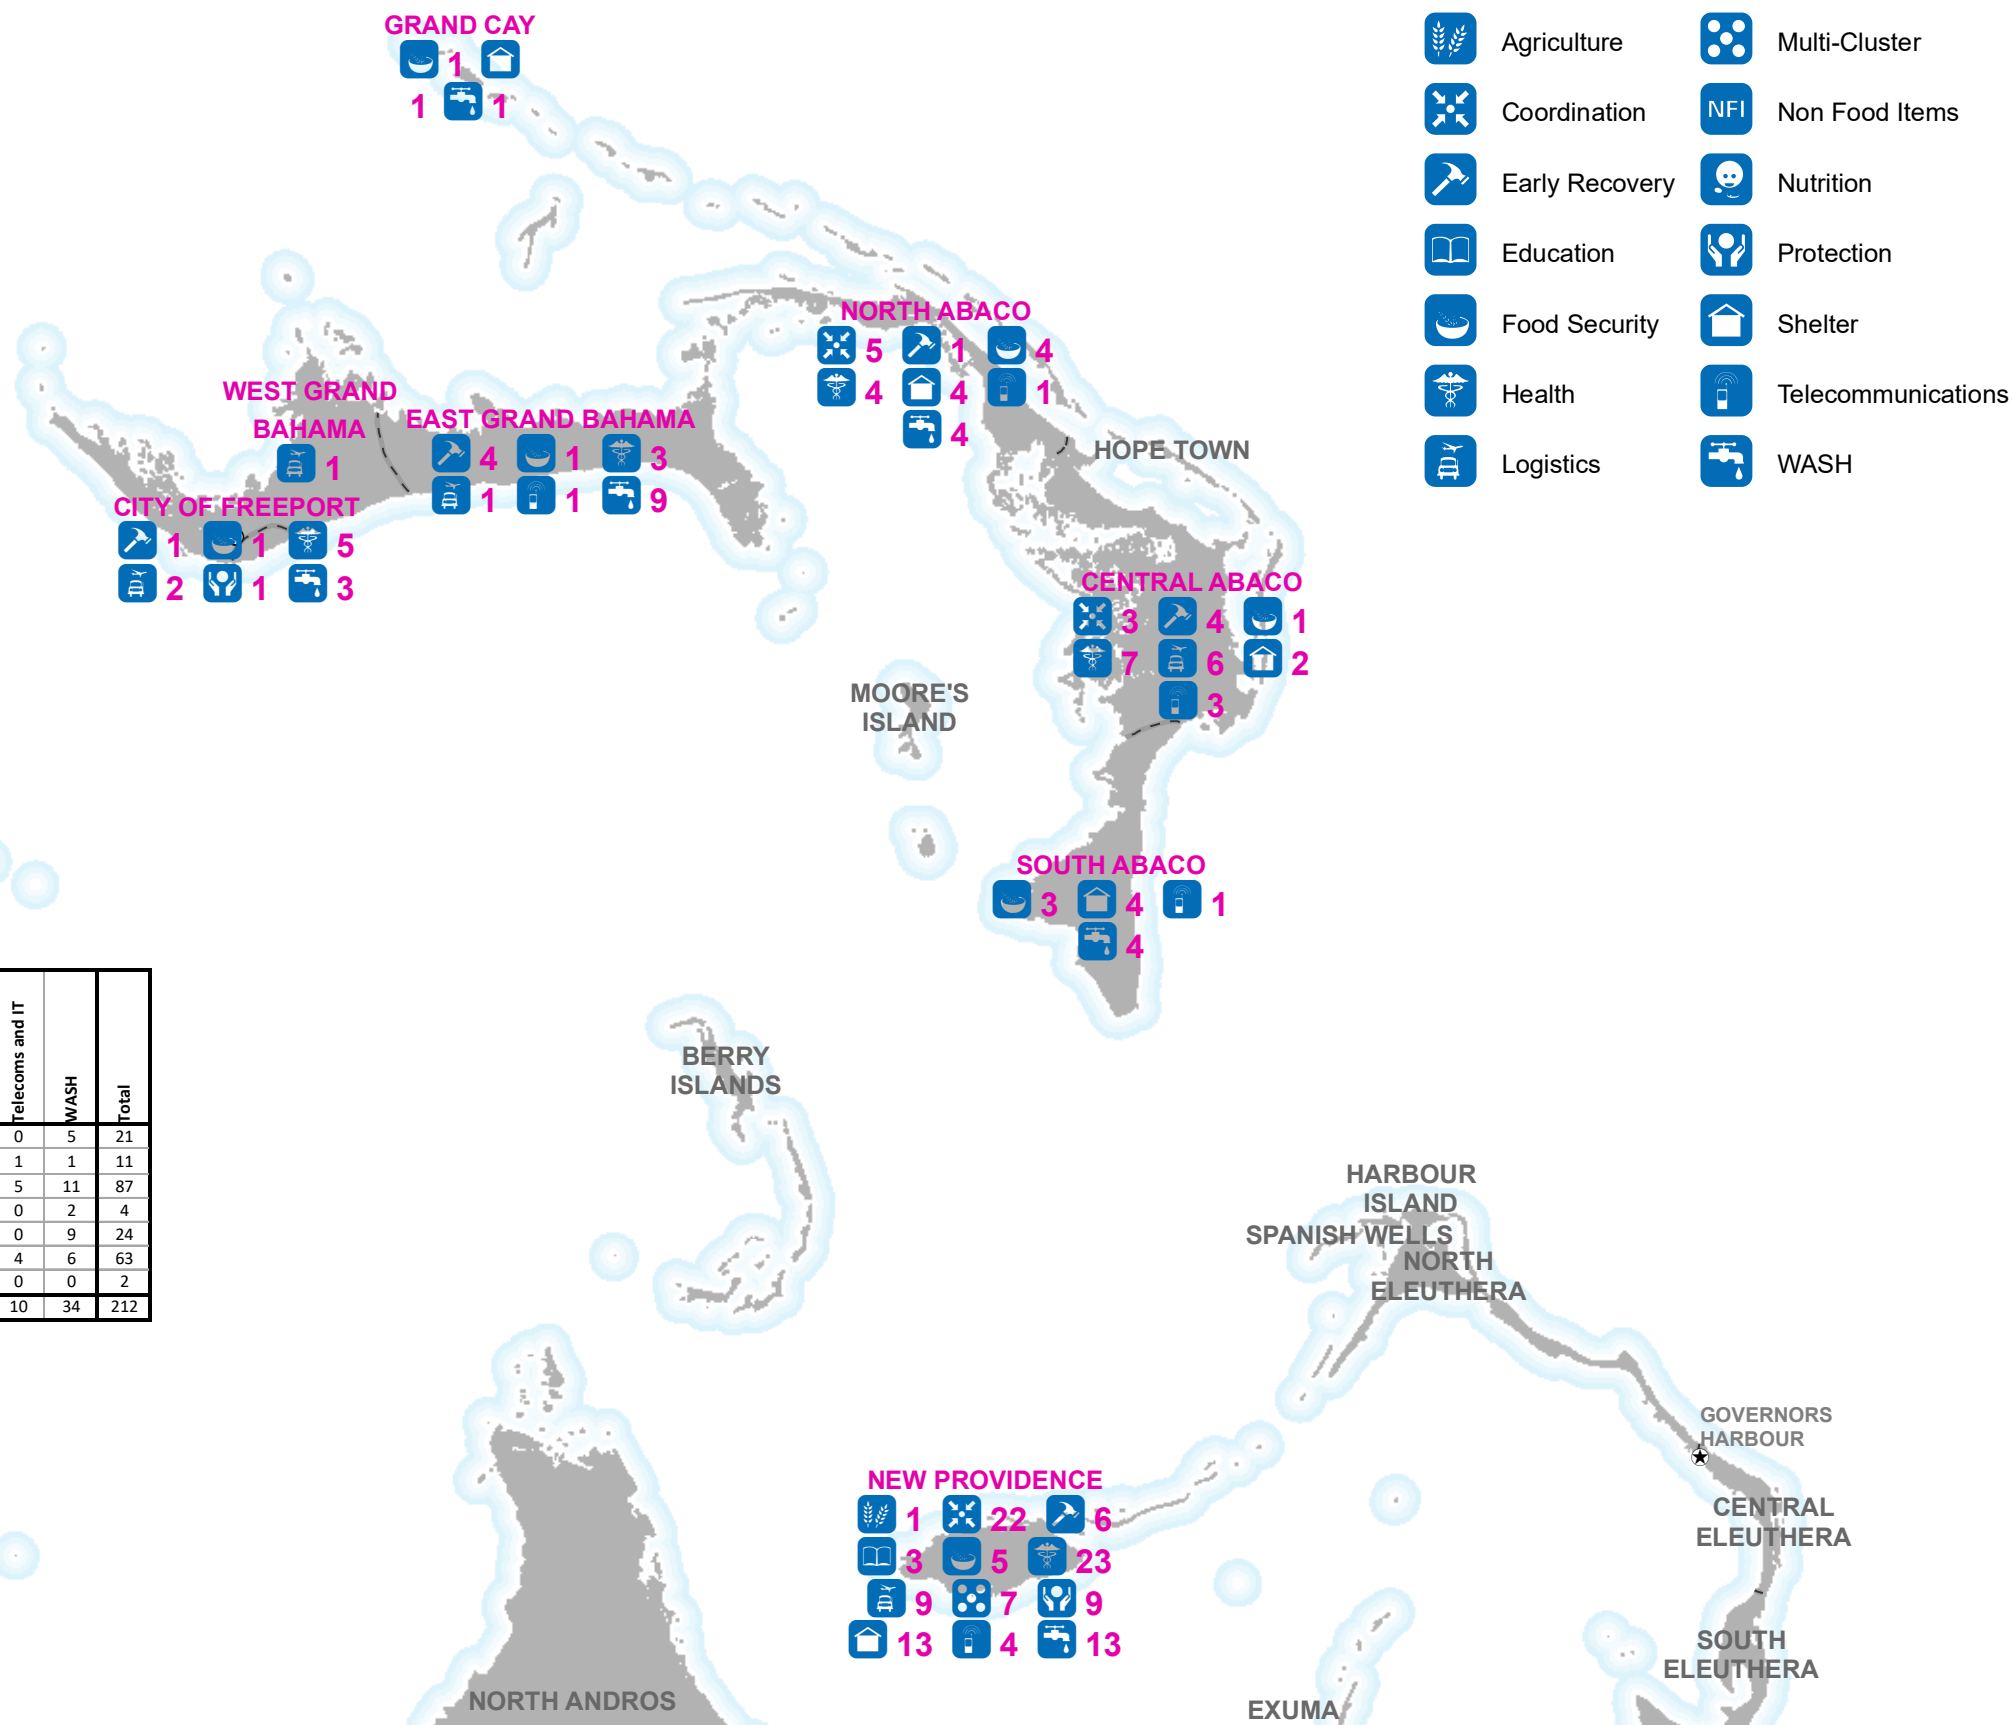 GRAND CAY
1
1 1
Agriculture
Multi-Cluster
Coordination
NFI
Non Food Items
Early Recovery
Nutrition
Education
Protection
Food Security
Shelter
Health
Telecommunications
Logistics
WASH
NORTH ABACO
5 1 4
4 4 1
4
WEST GRAND
BAHAMA
1
EAST GRAND BAHAMA
4 1 3
1 1 9
CITY OF FREEPORT
1 1 5
2 1 3
HOPE TOWN
CENTRAL ABACO
3 4 1
7 6 2
3
MOORE'S
ISLAND
SOUTH ABACO
3 4 1
4
Telecoms and IT WASH Total
0 5 21
1 1 11
5 11 87
0 2 4
0 9 24
4 6 63
0 0 2
10 34 212
BERRY
ISLANDS
HARBOUR
ISLAND
SPANISH WELLS
NORTH
ELEUTHERA
GOVERNORS
HARBOUR
CENTRAL
ELEUTHERA
NEW PROVIDENCE
1 22 6
3 5 23
9 7 9
13 4 13
SOUTH
ELEUTHERA
NORTH ANDROS
EXUMA